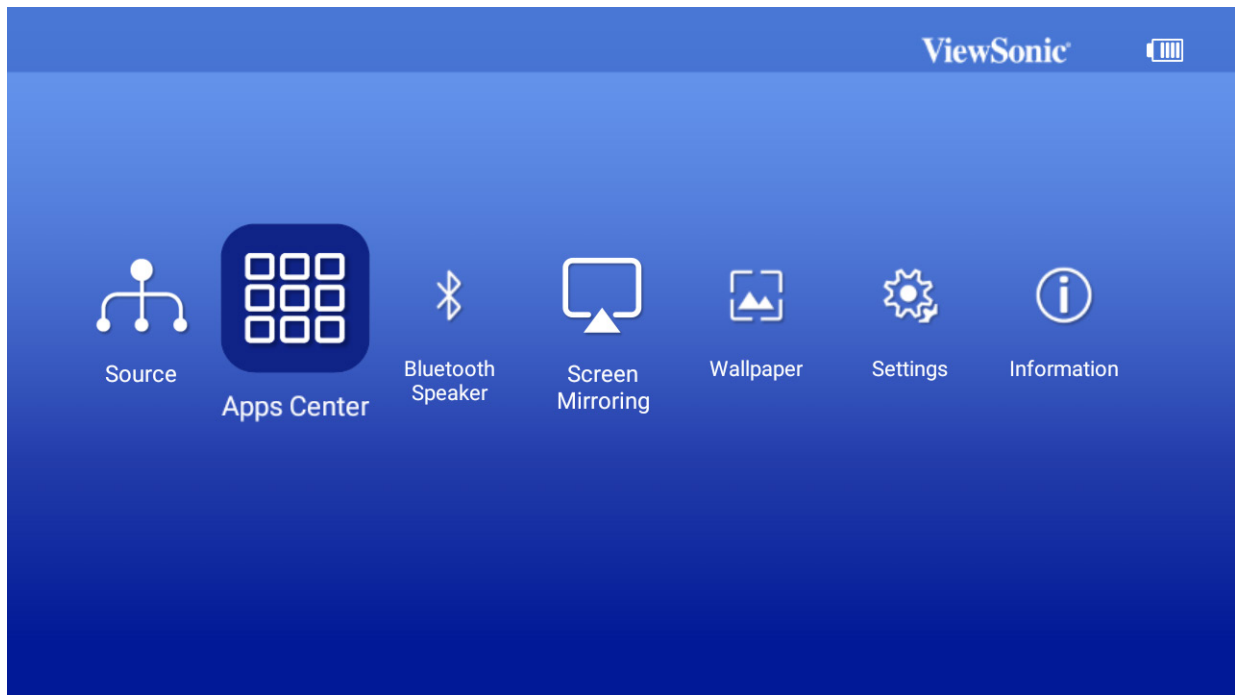 ViewSonic®
Source
Apps Center
Bluetooth
Speaker
Screen
Mirroring
Wallpaper
Settings
Information